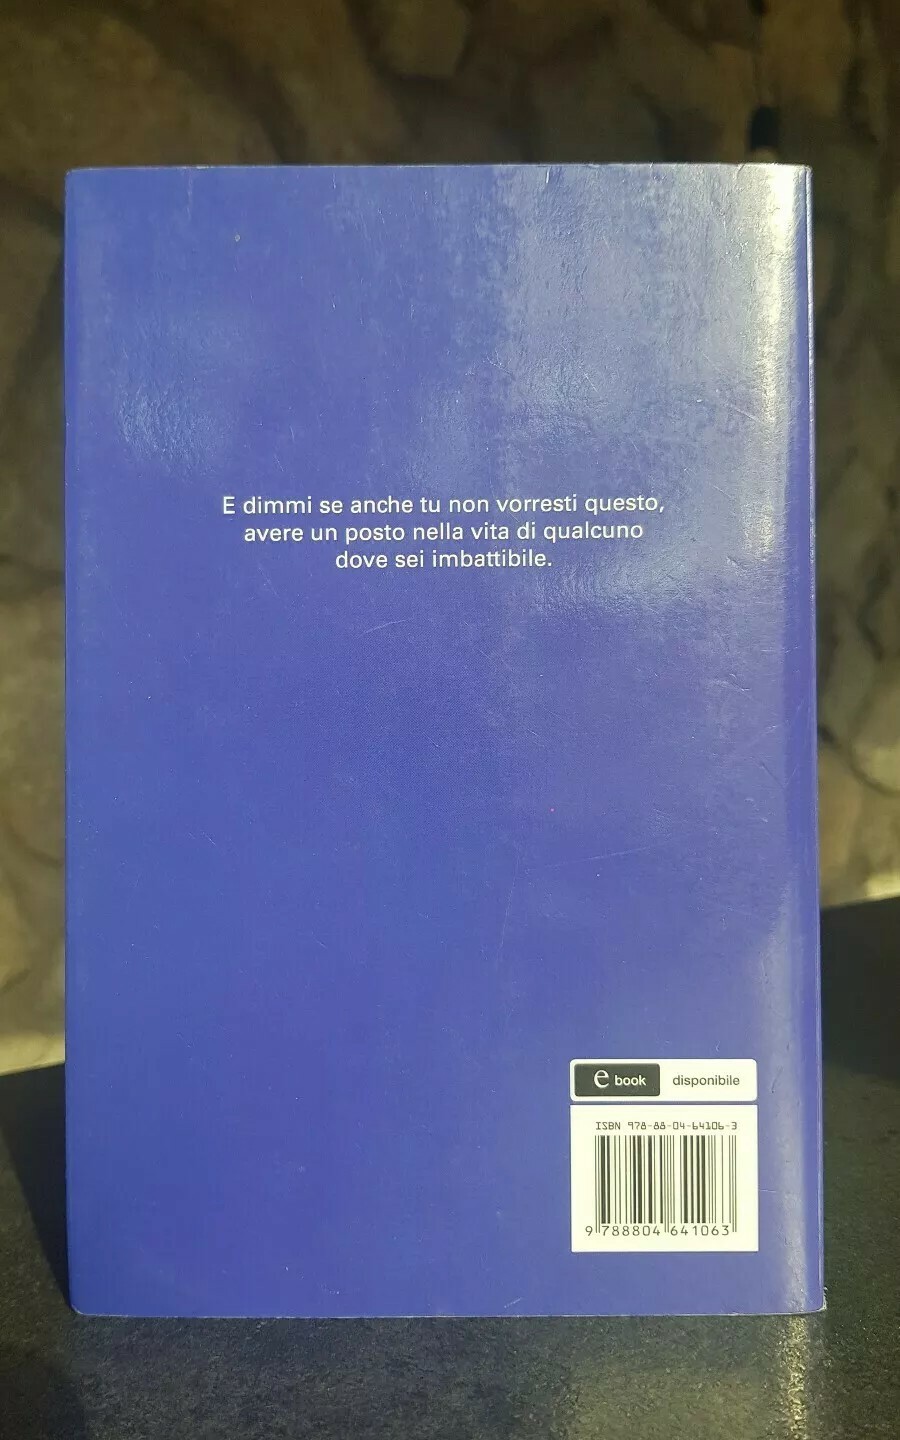 E dimmi se anche tu non vorresti questo,
avere un posto nella vita di qualcuno
dove sei imbattibile.
e book disponibile
ISBN 978-88-04-64106-3
9 788804 641063